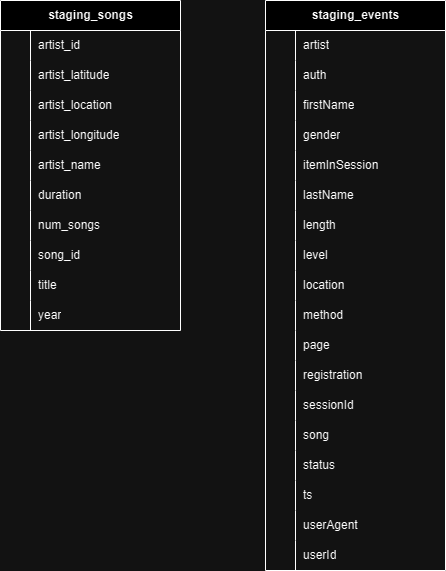 staging_songs
artist_id
artist_latitude
artist_location
artist_longitude
artist_name
duration
num_songs
song_id
title
year
staging_events
artist
auth
firstName
gender
itemInSession
lastName
length
level
location
method
page
registration
sessionId
song
status
ts
userAgent
userId